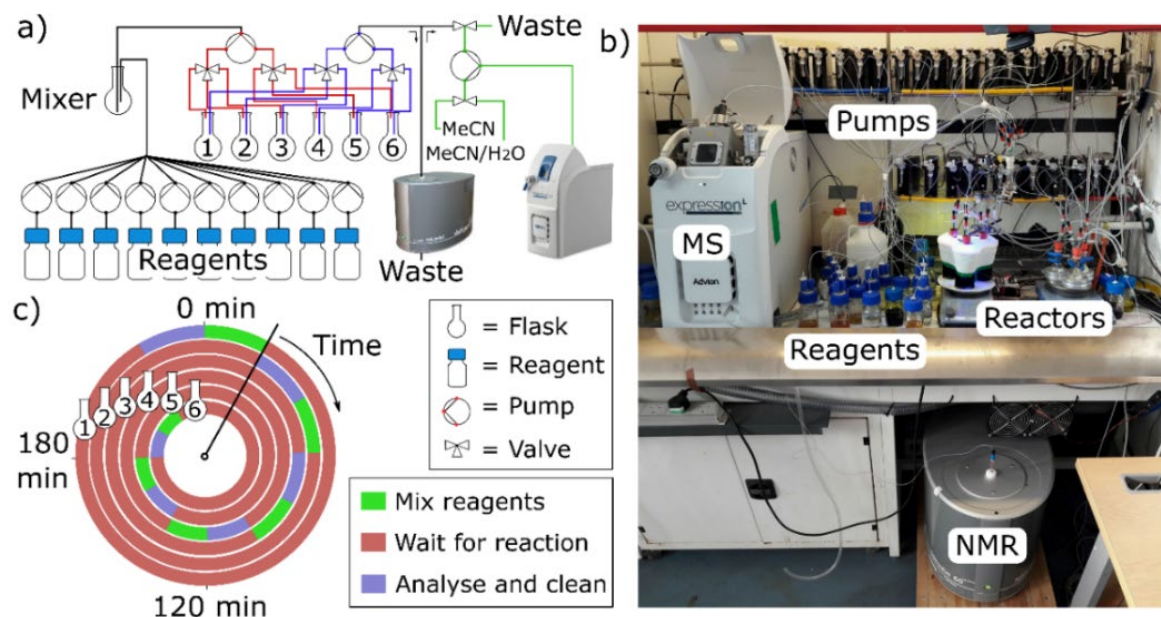 a)
Mixer
1 2 3 4 5 6
Reagents
Waste
MeCN
MeCN/H2O
Waste
b)
Pumps
expression L
MS
Advion
Reactors
Reagents
NMR
c)
0 min
Time
1 2 3 4 5 6
180
min
120 min
= Flask
= Reagent
= Pump
= Valve
Mix reagents
Wait for reaction
Analyse and clean